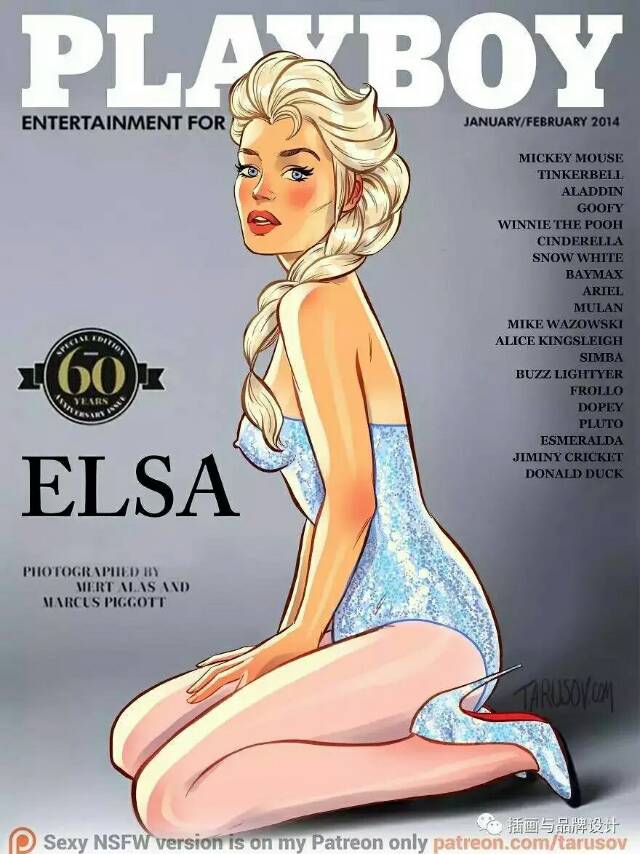 PLAYBOY
ENTERTAINMENT FOR
JANUARY/FEBRUARY 2014
MICKEY MOUSE
TINKERBELL
ALADDIN
GOOFY
WINNIE THE POOH
CINDERELLA
SNOW WHITE
BAYMAX
ARIEL
MULAN
MIKE WAZOWSKI
ALICE KINGSLEIGH
SIMBA
BUZZ LIGHTYER
FROLLO
DOPEY
PLUTO
ESMERALDA
JIMINY CRICKET
DONALD DUCK
SPECIAL EDITION
60
YEARS
ANNIVERSARY ISSUE
ELSA
PHOTOGRAPHED BY
MERT ALAS AND
MARCUS PIGGOTT
TARUSOV.COM
插画与品牌设计
Sexy NSFW version is on my Patreon only patreon.com/tarusov